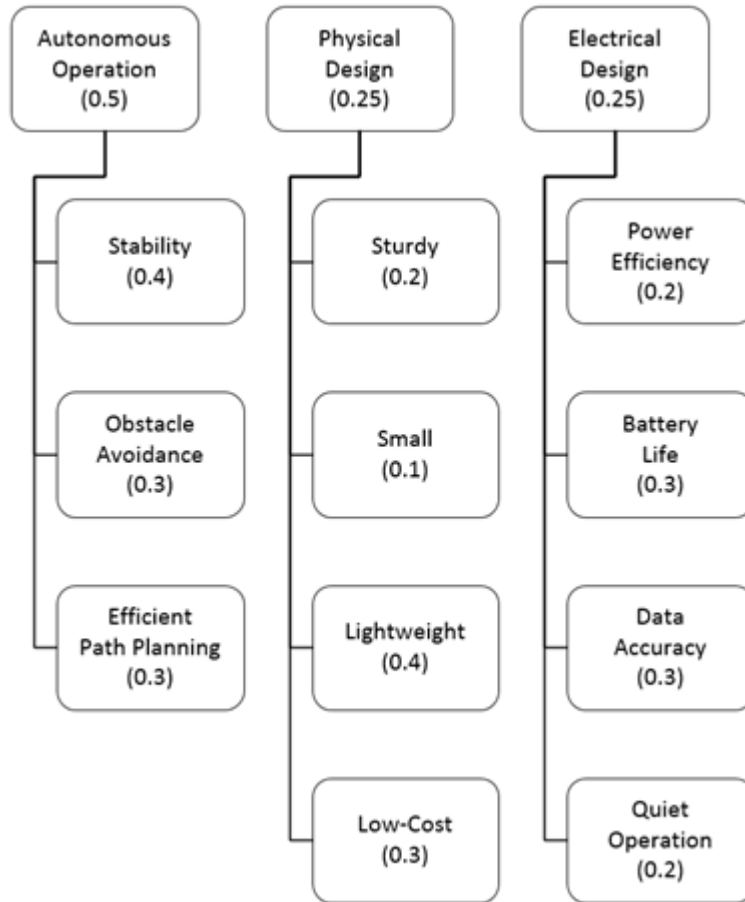 Autonomous
Operation
(0.5)
Stability
(0.4)
Obstacle
Avoidance
(0.3)
Efficient
Path Planning
(0.3)
Physical
Design
(0.25)
Sturdy
(0.2)
Small
(0.1)
Lightweight
(0.4)
Low-Cost
(0.3)
Electrical
Design
(0.25)
Power
Efficiency
(0.2)
Battery
Life
(0.3)
Data
Accuracy
(0.3)
Quiet
Operation
(0.2)